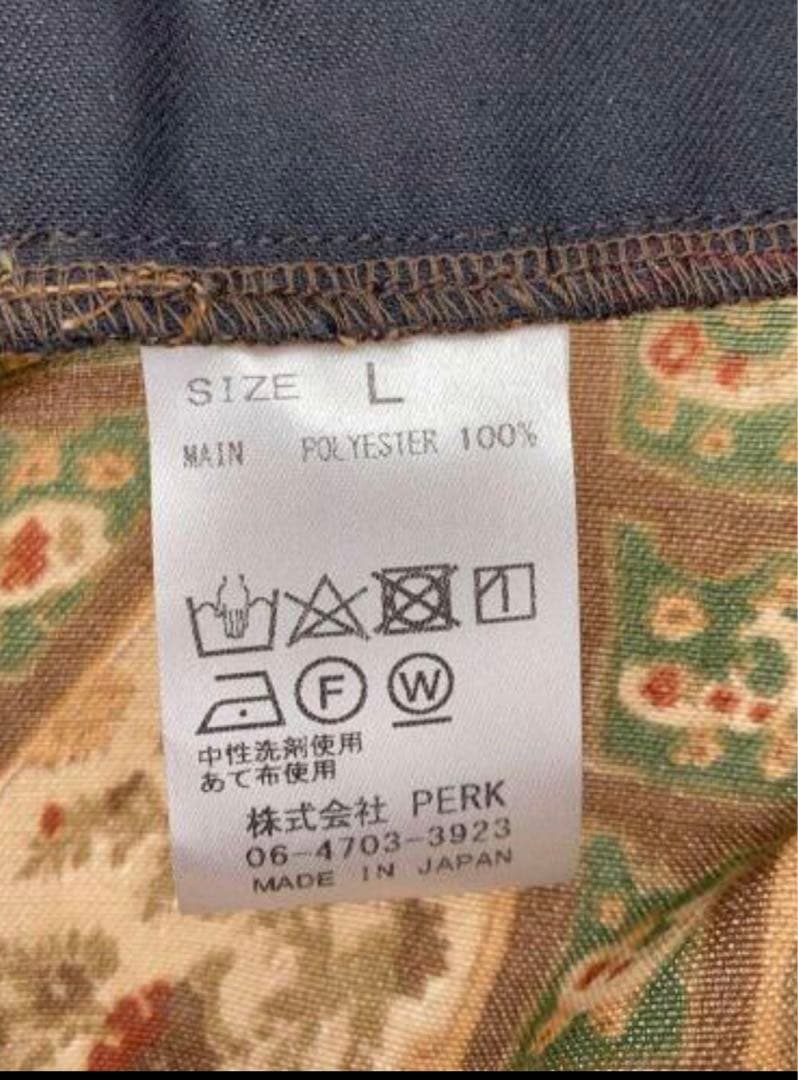 SIZE L
MAIN POLYESTER 100%
F W
中性洗剤使用
あて布使用
株式会社 PERK
06-4703-3923
MADE IN JAPAN